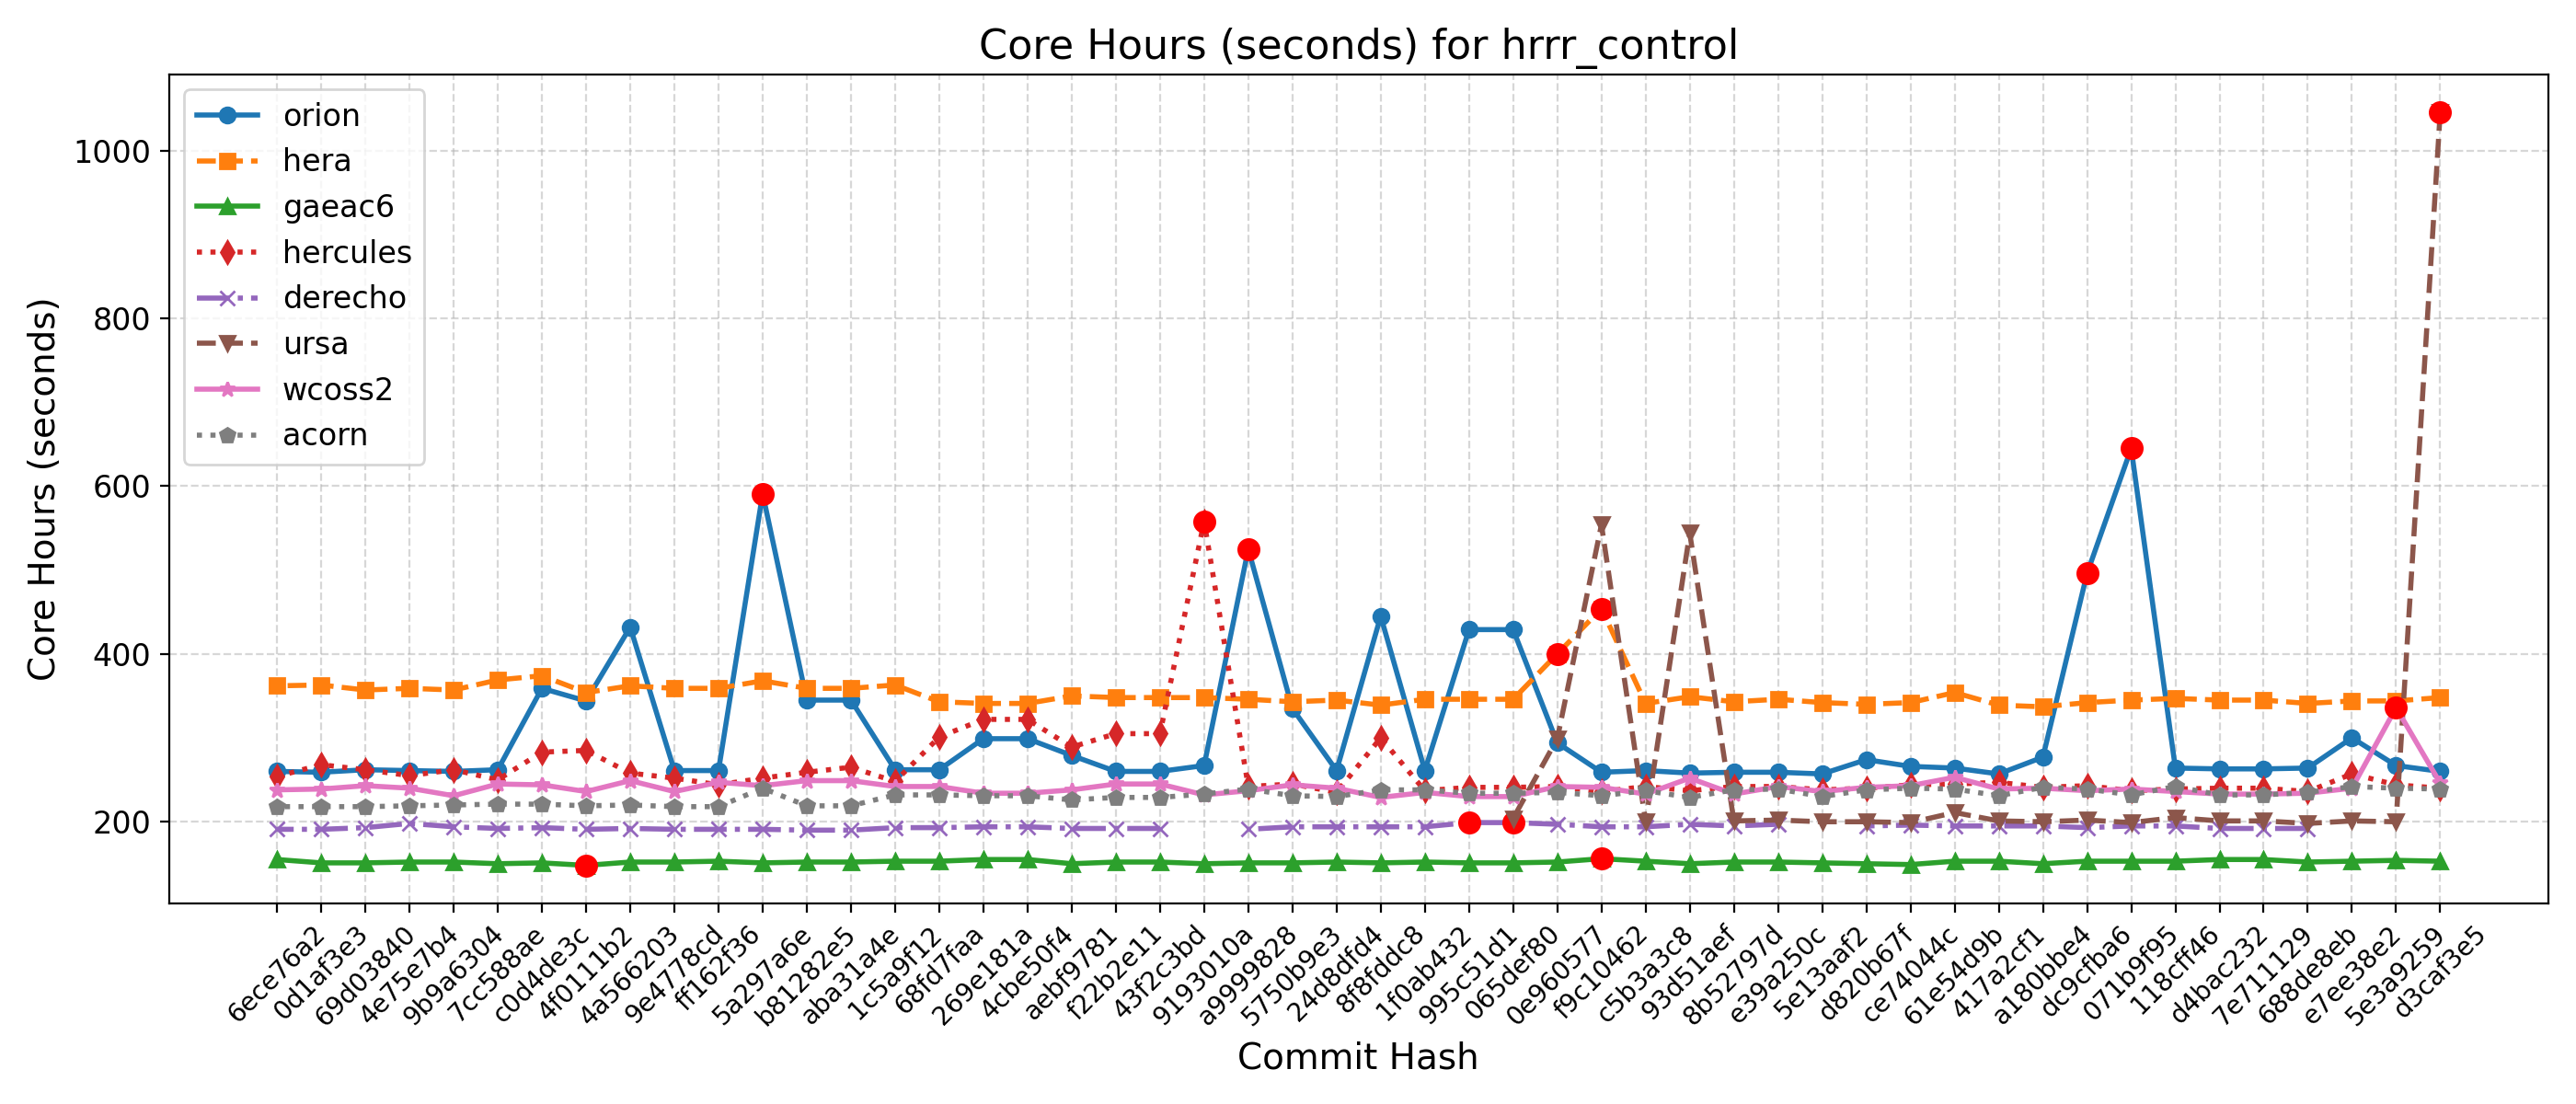 Core Hours (seconds) for hrrr_control
Core Hours (seconds)
1000
800
600
400
200
orion
hera
gaeac6
hercules
derecho
ursa
wcoss2
acorn
6ece76a2
0d1af3e3
69d03840
4e75e7b4
9b9a6304
7cc588ae
c0d4de3c
4f0111b2
4a566203
9e4778cd
ff162f36
5a297a6e
b81282e5
aba31a4e
1c5a9f12
68fd7faa
269e181a
4cbe50f4
aebf9781
f22b2e11
43f2c3bd
9193010a
a9999828
5750b9e3
24d8dfd4
8f8fddc8
1f0ab432
995c51d1
065def80
0e960577
f9c10462
c5b3a3c8
93d51aef
8b52797d
e39a250c
5e13aaf2
d820b67f
ce74044c
61e54d9b
417a2cf1
a180bbe4
dc9cfba6
071b9f95
118cff46
d4bac232
7e711129
688de8eb
e7ee38e2
5e3a9259
d3caf3e5
Commit Hash